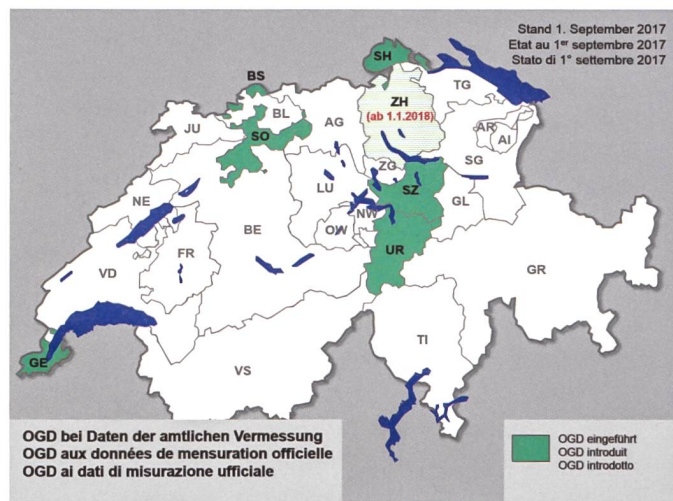 Stand 1. September 2017
Etat au 1er septembre 2017
Stato di 1° settembre 2017
SH
BS
TG
ZH
(ab 1.1.2018)
BL
JU
AG
AR
AI
SO
SG
ZG
SZ
LU
NE
GL
NW
BE
OW
UR
FR
VD
GR
TI
GE
VS
OGD bei Daten der amtlichen Vermessung
OGD aux données de mensuration officielle
OGD ai dati di misurazione ufficiale
OGD eingeführt
OGD introduit
OGD introdotto